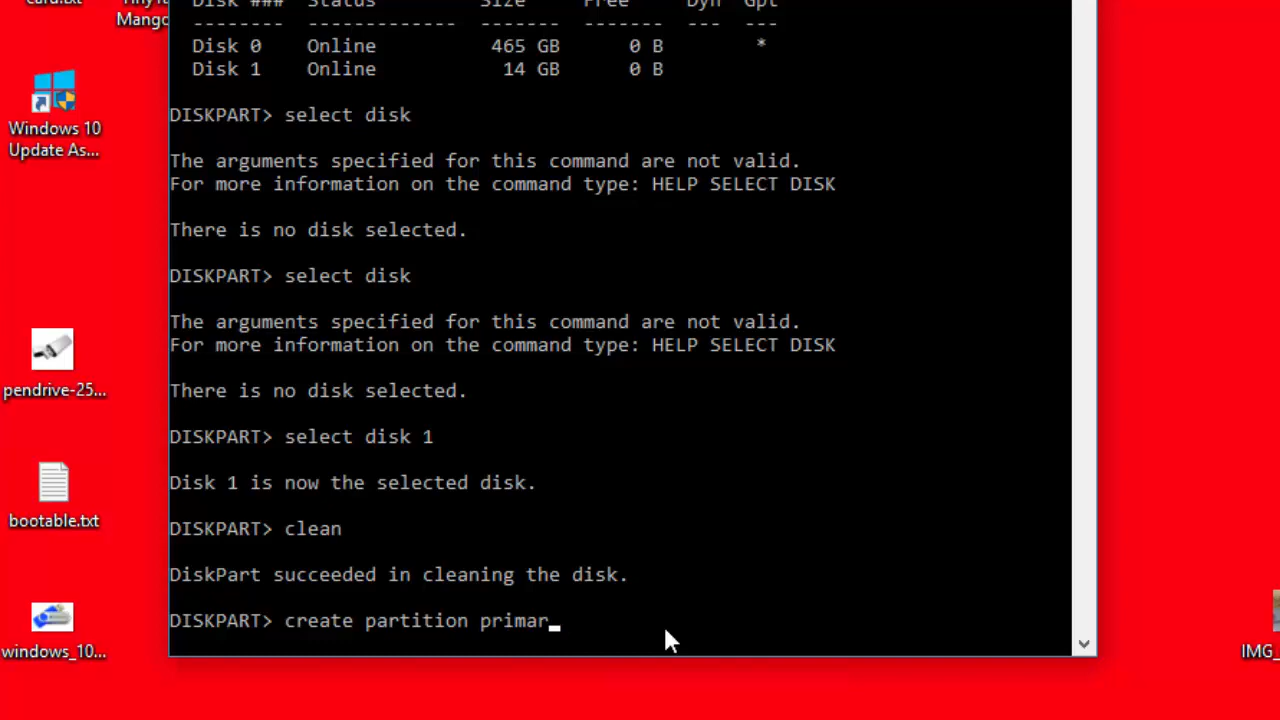 Disk ### Status Size Free Dyn Gpt
-------- ------------- ------- ------- --- ---
Disk 0 Online 465 GB 0 B *
Disk 1 Online 14 GB 0 B
DISKPART> select disk
The arguments specified for this command are not valid.
For more information on the command type: HELP SELECT DISK
There is no disk selected.
DISKPART> select disk
The arguments specified for this command are not valid.
For more information on the command type: HELP SELECT DISK
There is no disk selected.
DISKPART> select disk 1
Disk 1 is now the selected disk.
DISKPART> clean
DiskPart succeeded in cleaning the disk.
DISKPART> create partition primar_
Mango
Windows 10
Update As...
pendrive-25...
bootable.txt
windows_10...
IMG_